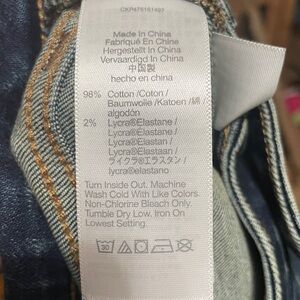 Made In China
Fabriqué En Chine
Hergestellt In China
Vervaardigd In China
中国製
hecho en china
98% Cotton /Coton /
Baumwolle /Katoen /綿
algodón
2% Lycra®Elastane/
Lycra®Elasthanne/
Lycra®Elastan /
Lycra®Elastaan /
ライクラ®エラスタン /
lycra®elastano
Turn Inside Out. Machine
Wash Cold With Like Colors.
Non-Chlorine Bleach Only.
Tumble Dry Low. Iron On
Lowest Setting.